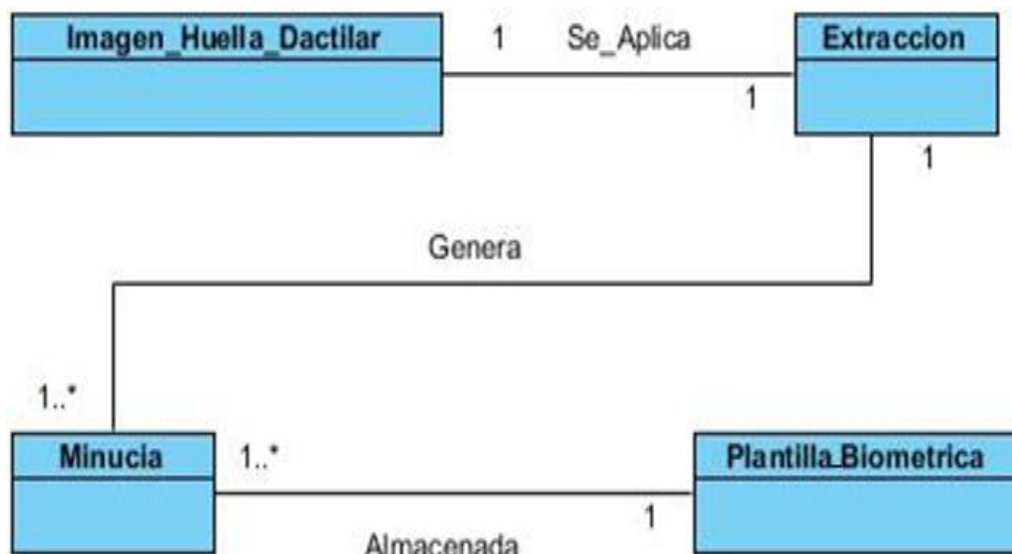 Imagen_Huella_Dactilar
1
Se_Aplica
1
Extraccion
1
Genera
1..*
Minucia
1..*
Almacenada
1
Plantilla_Biometrica